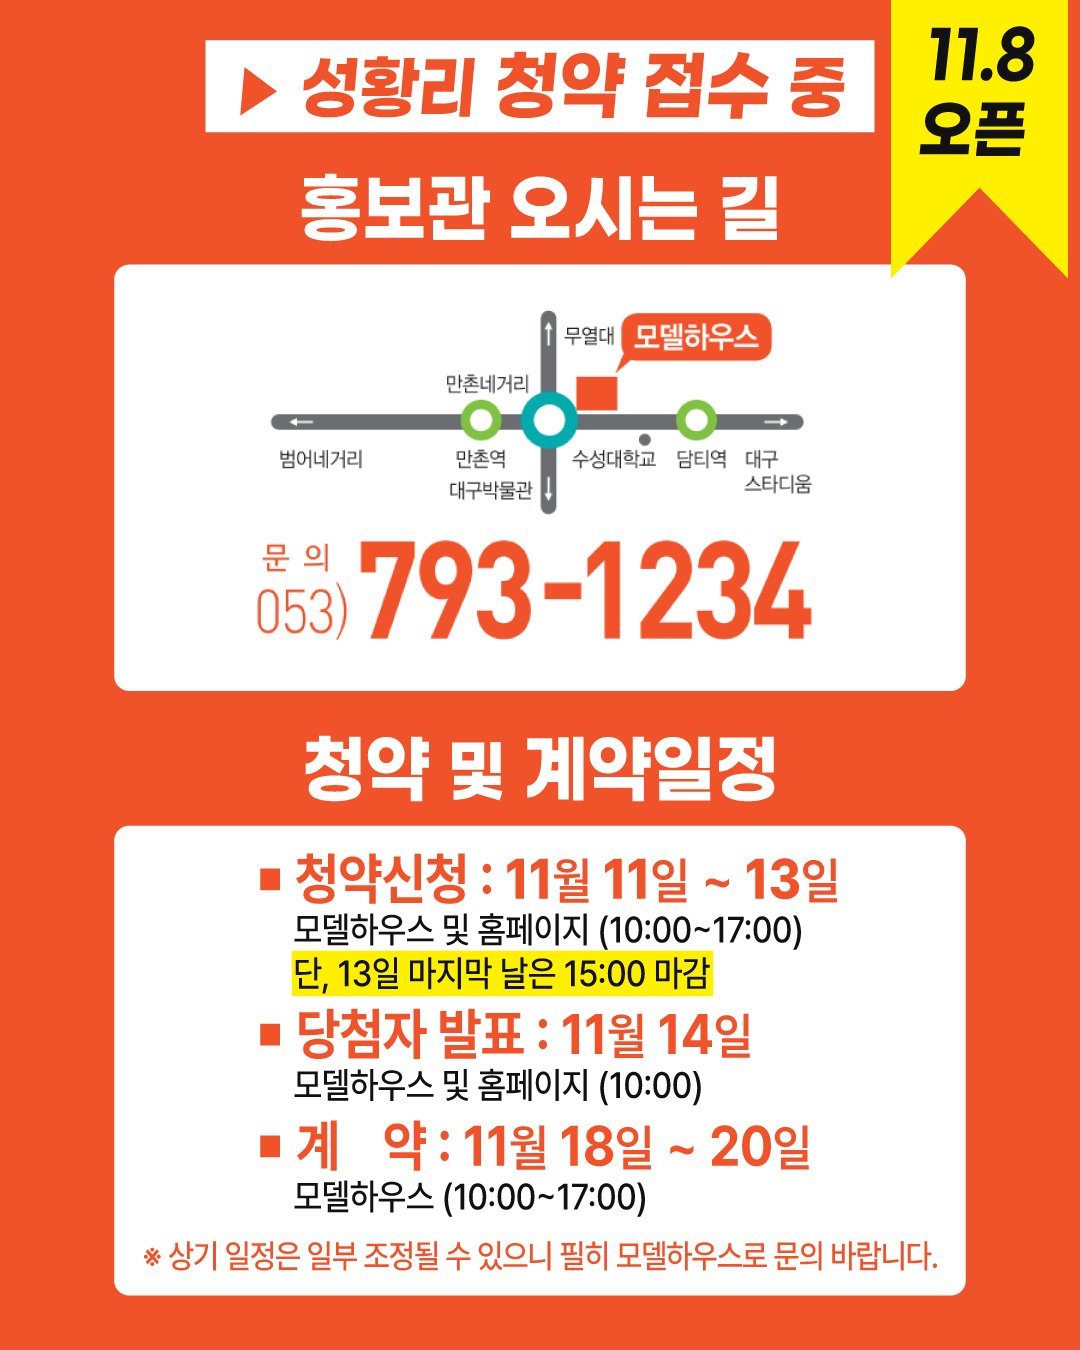 ▶ 성황리 청약 접수 중
11.8
오픈
홍보관 오시는 길
무열대
모델하우스
만촌네거리
범어네거리
만촌역
수성대학교
담티역
대구
스타디움
대구박물관
문 의
053) 793-1234
청약 및 계약일정
■ 청약신청 : 11월 11일 ~ 13일
모델하우스 및 홈페이지 (10:00~17:00)
단, 13일 마지막 날은 15:00 마감
■ 당첨자 발표 : 11월 14일
모델하우스 및 홈페이지 (10:00)
■ 계 약 : 11월 18일 ~ 20일
모델하우스 (10:00~17:00)
※ 상기 일정은 일부 조정될 수 있으니 필히 모델하우스로 문의 바랍니다.